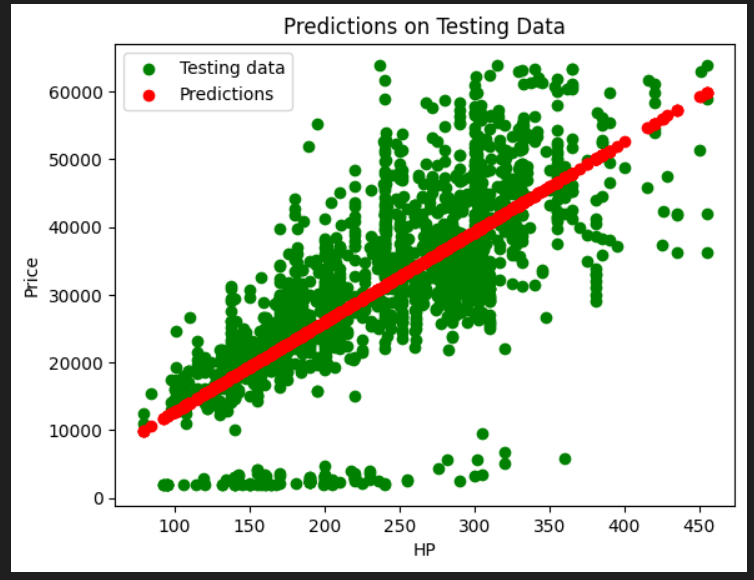 Predictions on Testing Data
Testing data
Predictions
60000
50000
40000
30000
20000
10000
0
Price
100 150 200 250 300 350 400 450
HP